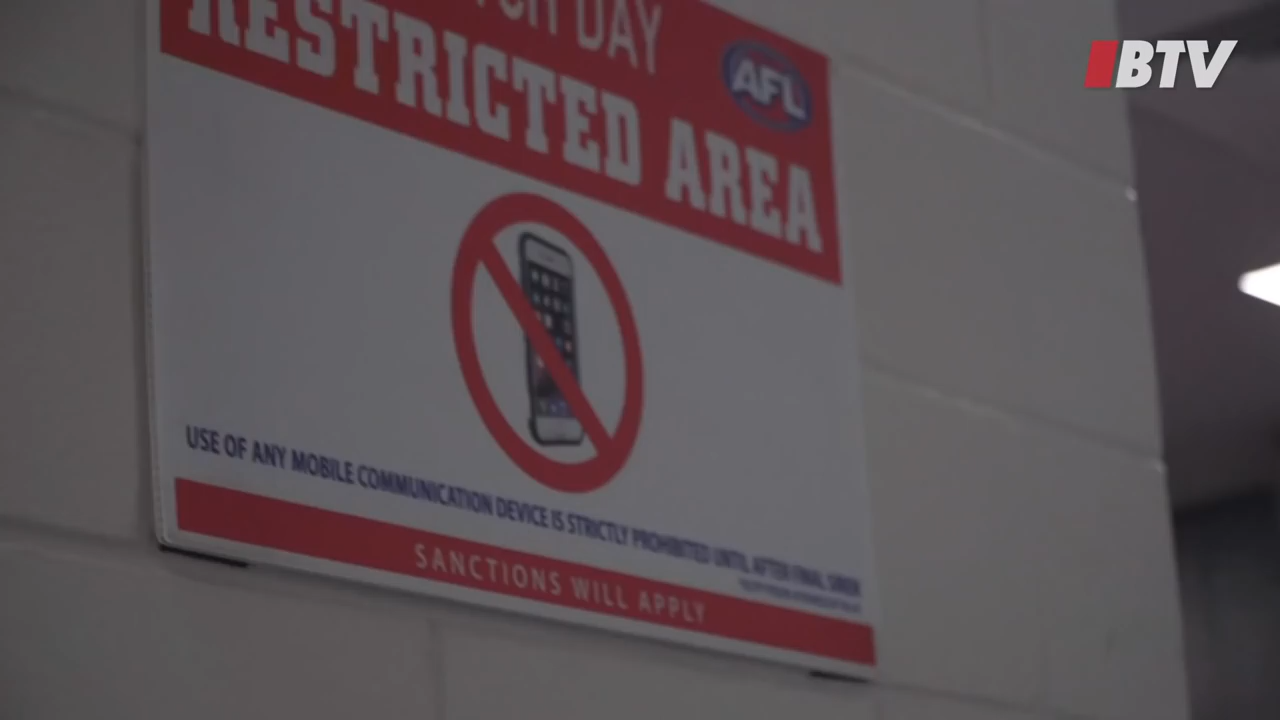 DAY
RESTRICTED AREA
AFL
USE OF ANY MOBILE COMMUNICATION DEVICE IS STRICTLY PROHIBITED UNTIL AFTER FINAL SIREN
SANCTIONS WILL APPLY
BTV